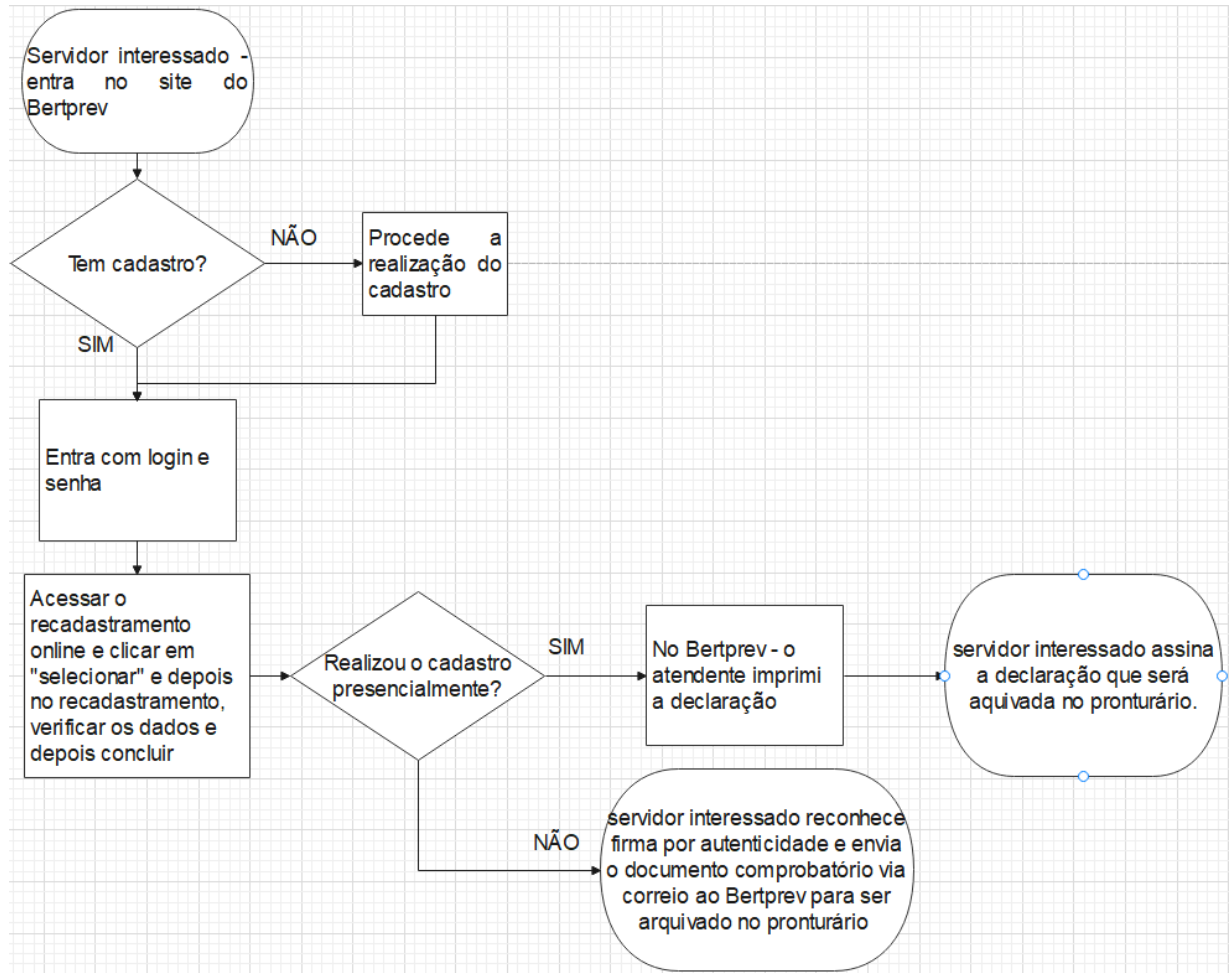 Servidor interessado -
entra no site do
Bertprev
Tem cadastro?
NÃO
Procede a
realização do
cadastro
SIM
Entra com login e
senha
Acessar o
recadastramento
online e clicar em
"selecionar" e depois
no recadastramento,
verificar os dados e
depois concluir
Realizou o cadastro
presencialmente?
SIM
No Bertprev - o
atendente imprimi
a declaração
servidor interessado assina
a declaração que será
aquivada no pronturário.
NÃO
servidor interessado reconhece
firma por autenticidade e envia
o documento comprobatório via
correio ao Bertprev para ser
arquivado no pronturário